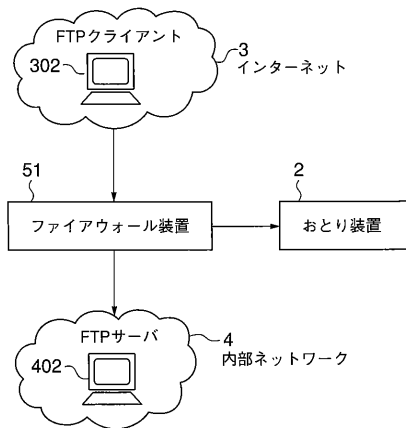 FTPクライアント
302
3
インターネット
51
ファイアウォール装置
2
おとり装置
FTPサーバ
402
4
内部ネットワーク